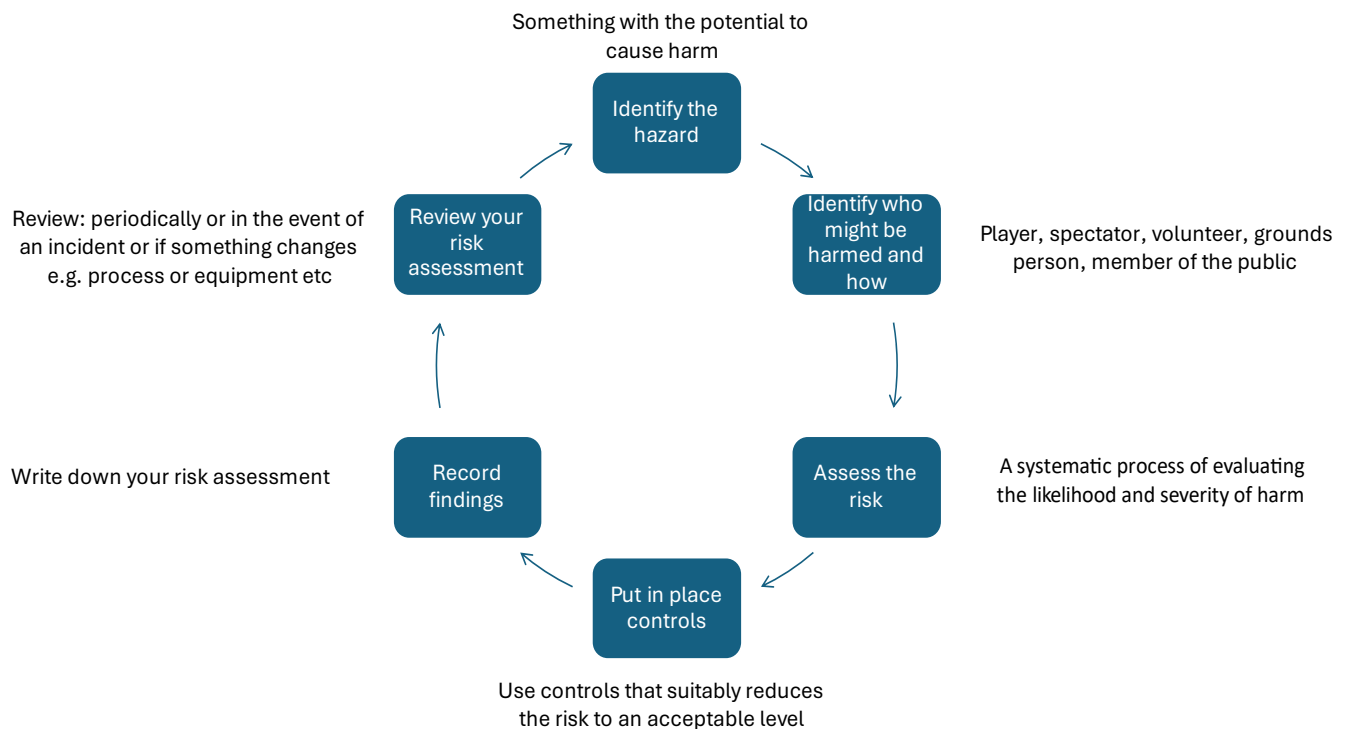 Something with the potential to
cause harm
Identify the
hazard
Identify who
might be
harmed and
how
Player, spectator, volunteer, grounds
person, member of the public
Assess the
risk
A systematic process of evaluating
the likelihood and severity of harm
Put in place
controls
Use controls that suitably reduces
the risk to an acceptable level
Record
findings
Write down your risk assessment
Review your
risk
assessment
Review: periodically or in the event of
an incident or if something changes
e.g. process or equipment etc